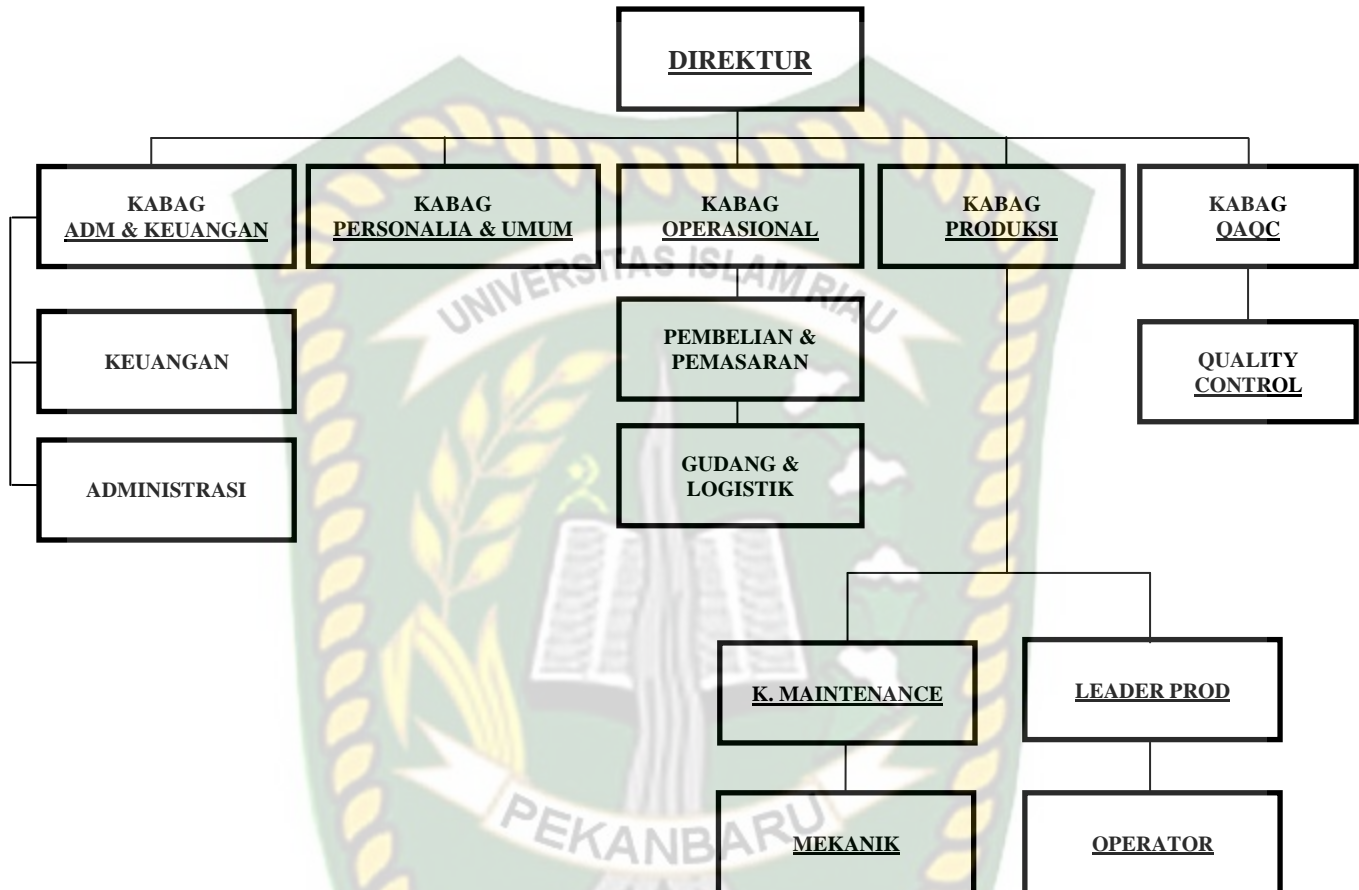 DIREKTUR
KABAG
ADM & KEUANGAN
KABAG
PERSONALIA & UMUM
KABAG
OPERASIONAL
KABAG
PRODUKSI
KABAG
QAQC
UNIVERSITAS ISLAM RIAU
KEUANGAN
PEMBELIAN &
PEMASARAN
QUALITY
CONTROL
ADMINISTRASI
GUDANG &
LOGISTIK
K. MAINTENANCE
LEADER PROD
PEKANBARU
MEKANIK
OPERATOR